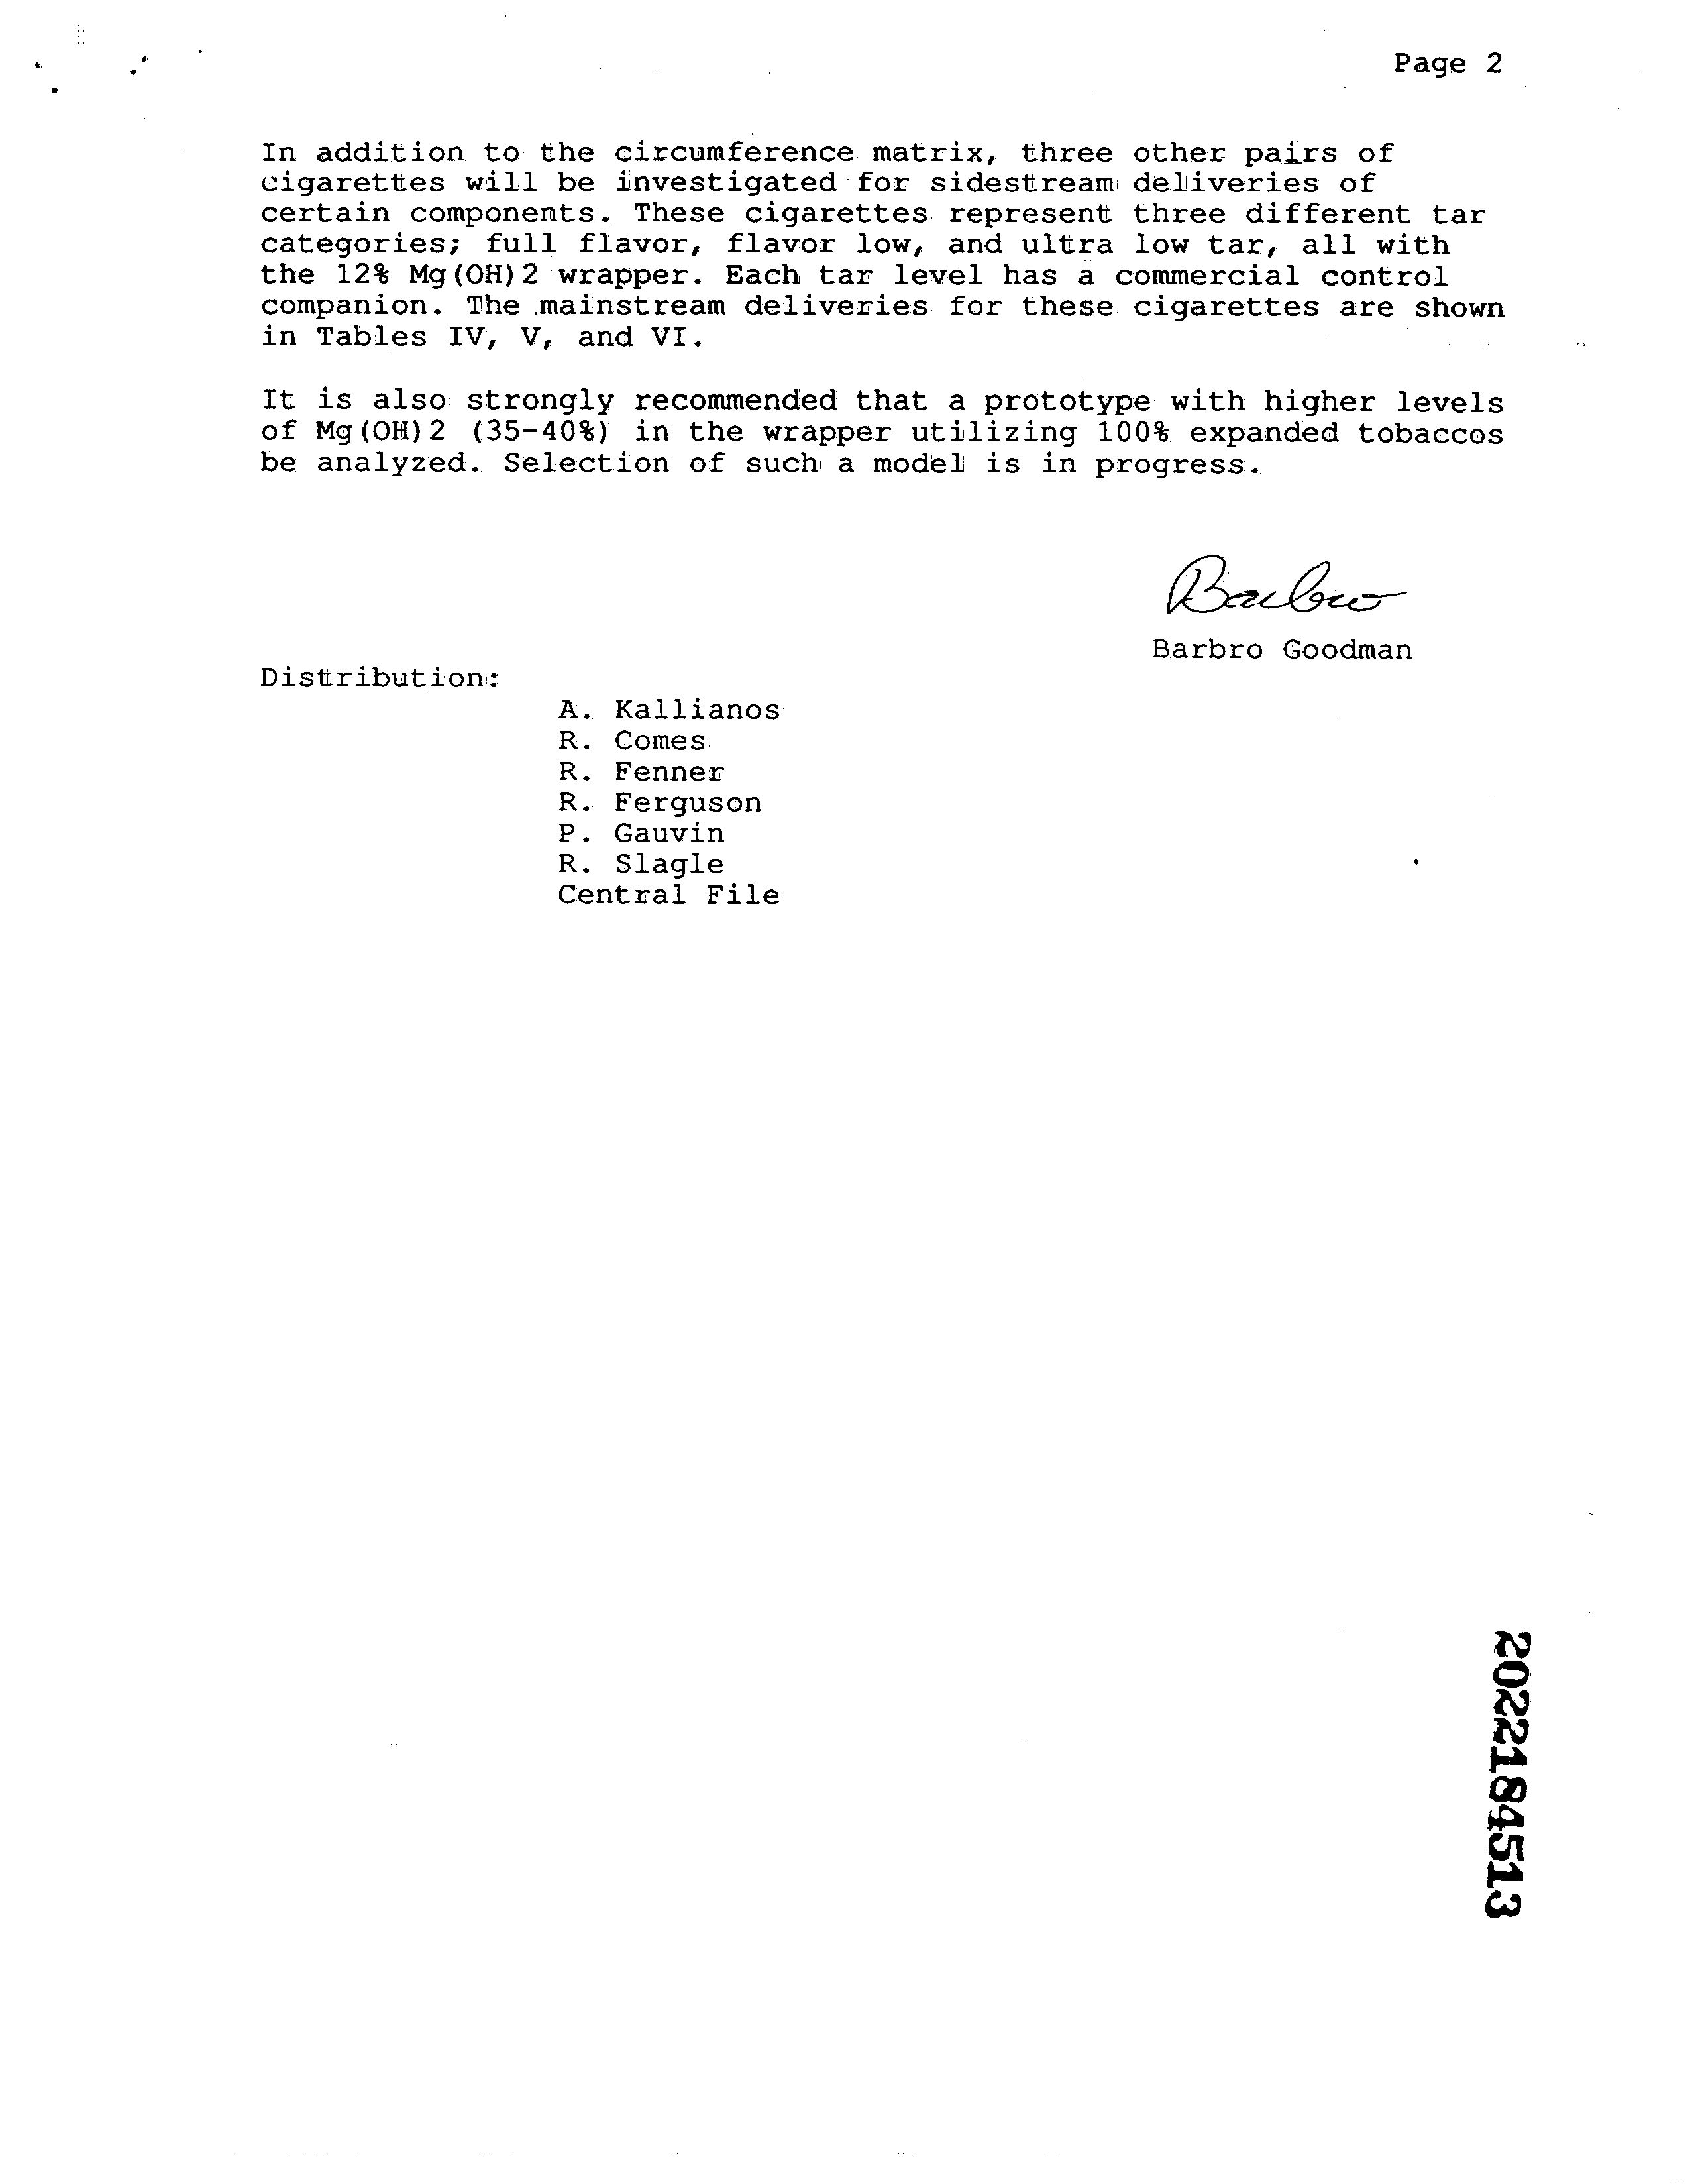 Page 2
In addition to the circumference matrix, three other pairs of
cigarettes will be investigated for sidestream deliveries of
certain components. These cigarettes represent three different tar
categories; full flavor, flavor low, and ultra low tar, all with
the 12% Mg(OH)2 wrapper. Each tar level has a commercial control
companion. The mainstream deliveries for these cigarettes are shown
in Tables IV, V, and VI.
It is also strongly recommended that a prototype with higher levels
of Mg(OH)2 (35-40%) in the wrapper utilizing 100% expanded tobaccos
be analyzed. Selection of such a model is in progress.
Barbro
Barbro Goodman
Distribution:
A. Kallianos
R. Comes
R. Fenner
R. Ferguson
P. Gauvin
R. Slagle
Central File
2022184513